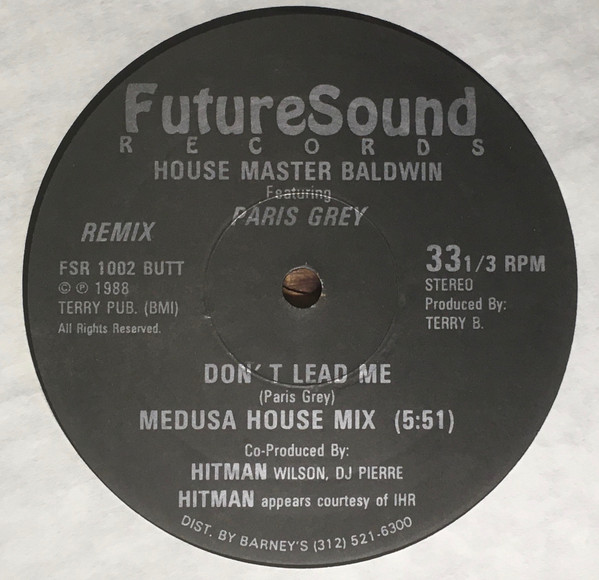 FutureSound
RECORDS
HOUSE MASTER BALDWIN
Featuring
PARIS GREY
REMIX
FSR 1002 BUTT
© ℗ 1988
TERRY PUB. (BMI)
All Rights Reserved.
33 1/3 RPM
STEREO
Produced By:
TERRY B.
DON'T LEAD ME
(Paris Grey)
MEDUSA HOUSE MIX (5:51)
Co-Produced By:
HITMAN WILSON, DJ PIERRE
HITMAN appears courtesy of IHR
DIST. BY BARNEY'S (312) 521-6300